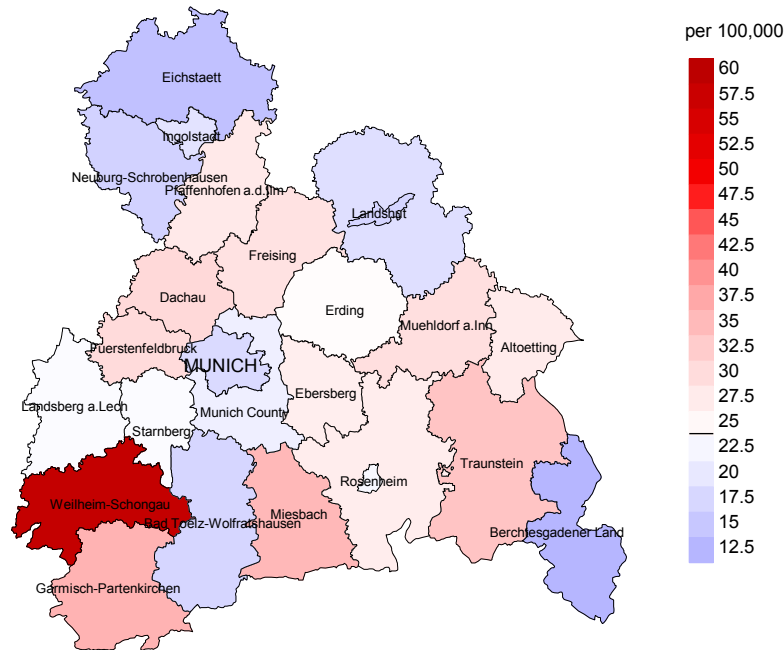 per 100,000
60
57.5
55
52.5
50
47.5
45
42.5
40
37.5
35
32.5
30
27.5
25
22.5
20
17.5
15
12.5
Eichstaett
Ingolstadt
Neuburg-Schrobenhausen
Pfaffenhofen a.d.Ilm
Landshut
Freising
Dachau
Erding
Muehldorf a.Inn
Altoetting
Fuerstenfeldbruck
MUNICH
Ebersberg
Landsberg a.Lech
Munich County
Starnberg
Traunstein
Rosenheim
Weilheim-Schongau
Miesbach
Bad Toelz-Wolfratshausen
Berchtesgadener Land
Garmisch-Partenkirchen